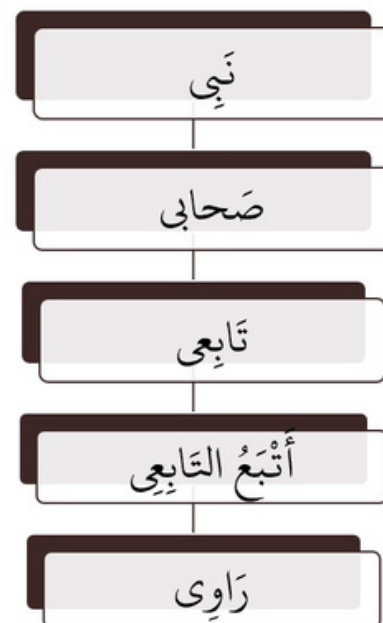 نَبِى
صَحابى
تَابِعى
أَتْبَعُ التَابِعِى
رَاوِى